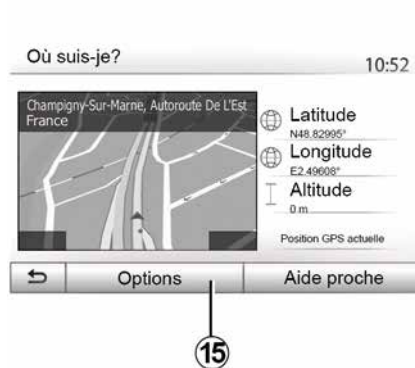 Où suis-je?
10:52
Champigny-Sur-Marne, Autoroute De L'Est
France
Latitude
N48.82995°
Longitude
E2.49608°
Altitude
0 m
Position GPS actuelle
Options
Aide proche
15